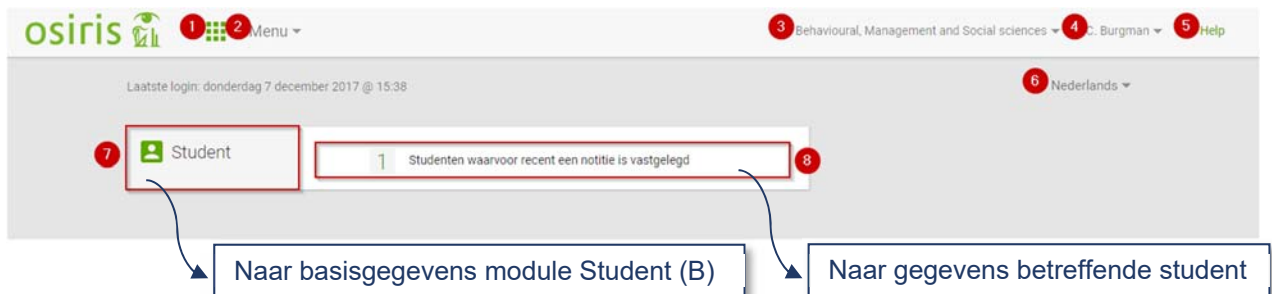 osiris 1 2 Menu 3 Behavioural, Management and Social sciences 4 C. Burgman 5 Help
Laatste login: donderdag 7 december 2017 @ 15:38 6 Nederlands
7 Student 1 Studenten waarvoor recent een notitie is vastgelegd 8
Naar basisgegevens module Student (B) Naar gegevens betreffende student